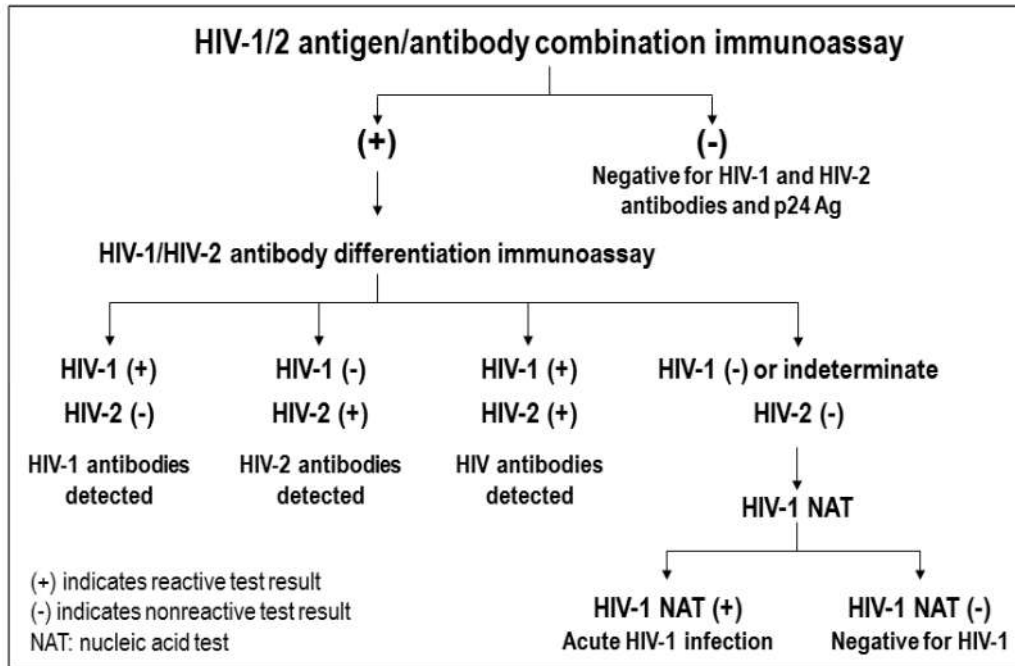 HIV-1/2 antigen/antibody combination immunoassay
(+)
(-)
Negative for HIV-1 and HIV-2
antibodies and p24 Ag
HIV-1/HIV-2 antibody differentiation immunoassay
HIV-1 (+)
HIV-2 (-)
HIV-1 antibodies
detected
HIV-1 (-)
HIV-2 (+)
HIV-2 antibodies
detected
HIV-1 (+)
HIV-2 (+)
HIV antibodies
detected
HIV-1 (-) or indeterminate
HIV-2 (-)
HIV-1 NAT
HIV-1 NAT (+)
Acute HIV-1 infection
HIV-1 NAT (-)
Negative for HIV-1
(+) indicates reactive test result
(-) indicates nonreactive test result
NAT: nucleic acid test